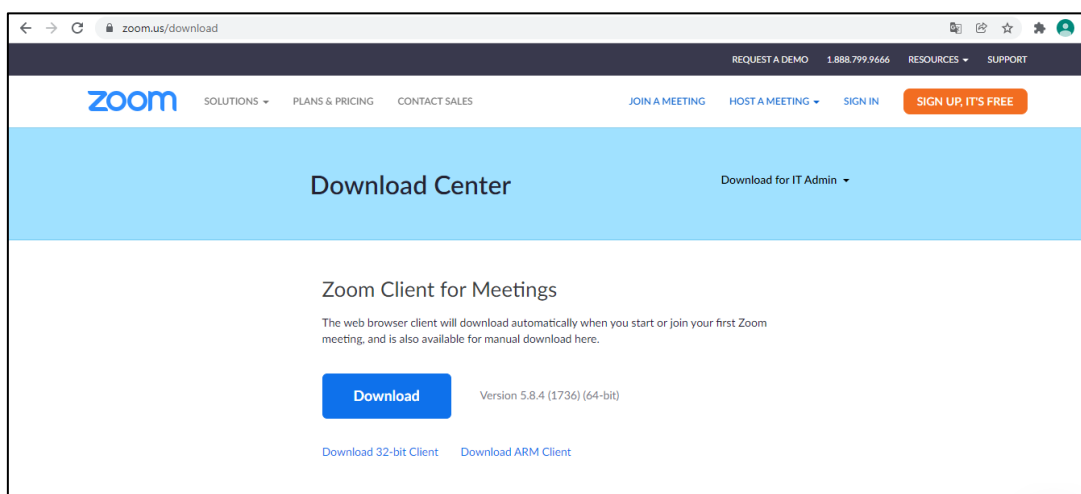 zoom.us/download
REQUEST A DEMO 1.888.799.9666 RESOURCES SUPPORT
zoom SOLUTIONS PLANS & PRICING CONTACT SALES JOIN A MEETING HOST A MEETING SIGN IN SIGN UP, IT'S FREE
Download Center Download for IT Admin
Zoom Client for Meetings
The web browser client will download automatically when you start or join your first Zoom
meeting, and is also available for manual download here.
Download Version 5.8.4 (1736) (64-bit)
Download 32-bit Client Download ARM Client